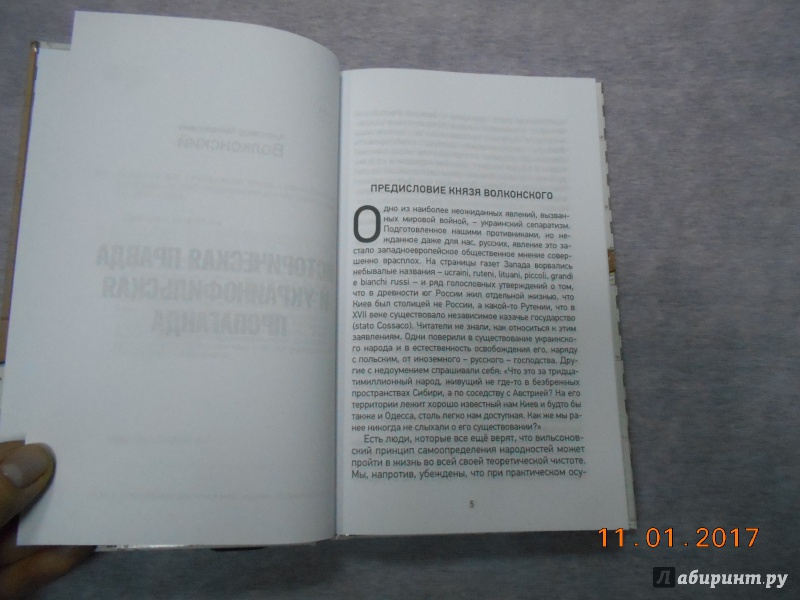 Волконский
ИСТОРИЧЕСКАЯ ПРАВДА
И УКРАИНОФИЛЬСКАЯ
ПРОПАГАНДА
ПРЕДИСЛОВИЕ КНЯЗЯ ВОЛКОНСКОГО
Одно из наиболее неожиданных явлений, вызван-
ных мировой войной, – украинский сепаратизм.
Подготовленное нашими противниками, но не-
жданное даже для нас, русских, явление это за-
стало западноевропейское общественное мнение совер-
шенно врасплох. На страницы газет Запада ворвались
небывалые названия – ucraini, ruteni, lituani, piccoli, grandi
e bianchi russi – и ряд голословных утверждений о том,
что в древности юг России жил отдельной жизнью, что
Киев был столицей не России, а какой-то Рутении, что в
XVII веке существовало независимое казачье государство
(stato Cossaco). Читатели не знали, как относиться к этим
заявлениям. Одни поверили в существование украинско-
го народа и в естественность освобождения его, наряду
с польским, от иноземного – русского – господства. Дру-
гие с недоумением спрашивали себя: «Что это за тридца-
тимиллионный народ, живущий не где-то в безбрежных
пространствах Сибири, а по соседству с Австрией? На его
территории лежит хорошо известный нам Киев и будто бы
также и Одесса, столь легко нам доступная. Как же мы ра-
нее никогда не слыхали о его существовании?»
Есть люди, которые все ещё верят, что вильсонов-
ский принцип самоопределения народностей может
пройти в жизнь во всей своей теоретической чистоте.
Мы, напротив, убеждены, что при практическом осу-
5
11.01.2017
Лабиринт.ру